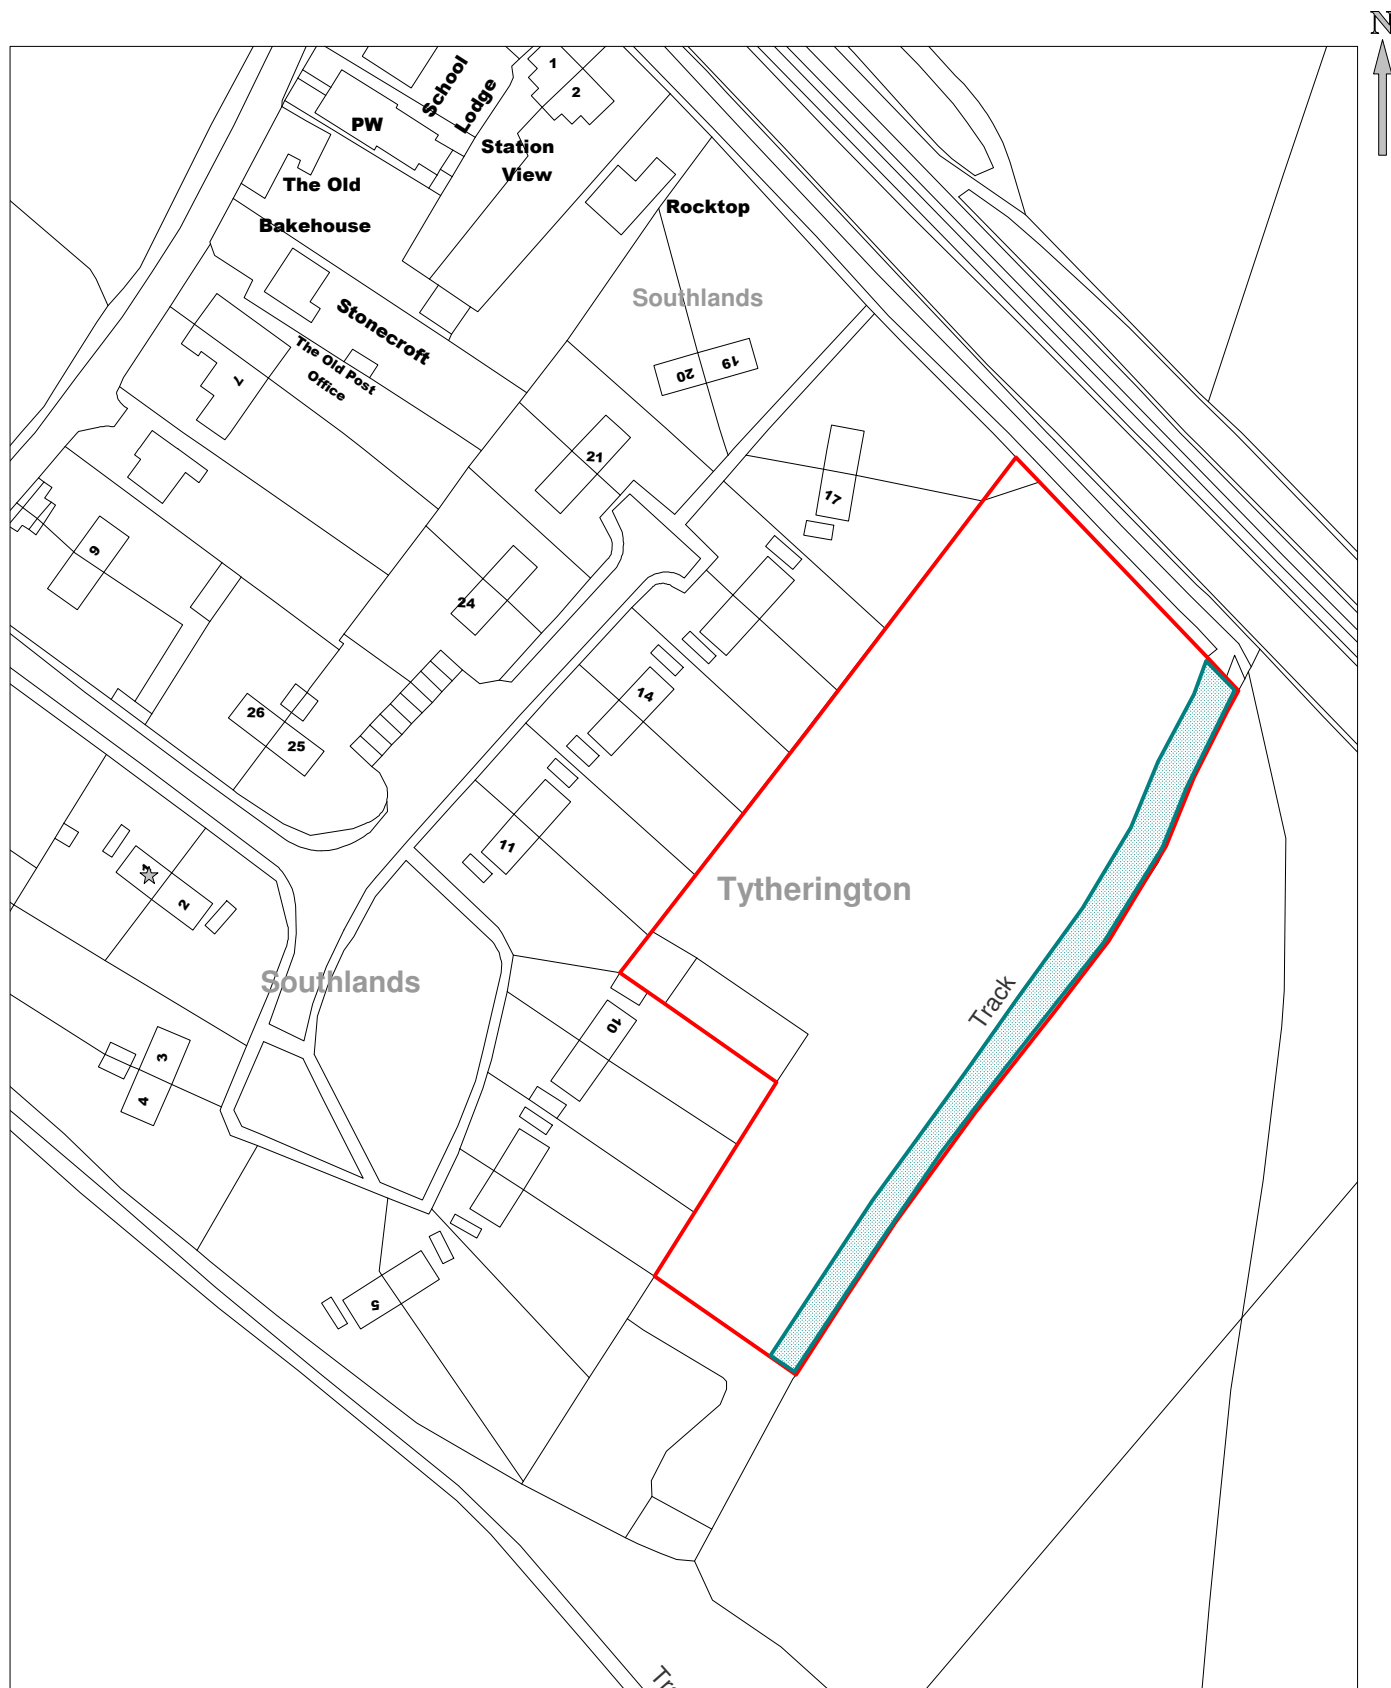 N
1
2
School
Lodge
PW
Station
View
The Old
Bakehouse
Rocktop
Southlands
Stonecroft
The Old Post
Office
7
19
20
21
17
9
24
14
26
25
11
1
2
Tytherington
Southlands
Track
10
3
4
5